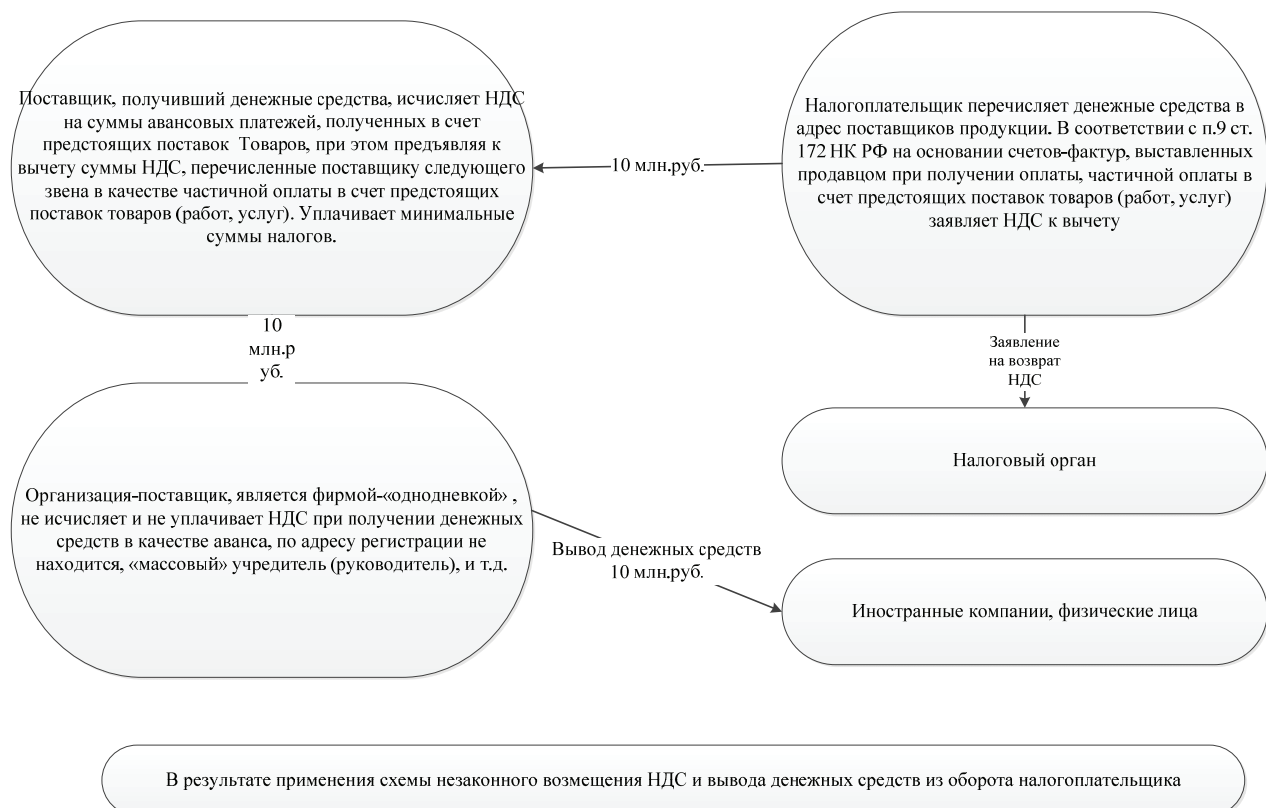 Поставщик, получивший денежные средства, исчисляет НДС
на суммы авансовых платежей, полученных в счет
предстоящих поставок Товаров, при этом предъявляя к
вычету суммы НДС, перечисленные поставщику следующего
звена в качестве частичной оплаты в счет предстоящих
поставок товаров (работ, услуг). Уплачивает минимальные
суммы налогов.
10 млн.руб.
Налогоплательщик перечисляет денежные средства в
адрес поставщиков продукции. В соответствии с п.9 ст.
172 НК РФ на основании счетов-фактур, выставленных
продавцом при получении оплаты, частичной оплаты в
счет предстоящих поставок товаров (работ, услуг)
заявляет НДС к вычету
10
млн.р
уб.
Заявление
на возврат
НДС
Налоговый орган
Организация-поставщик, является фирмой-«однодневкой» ,
не исчисляет и не уплачивает НДС при получении денежных
средств в качестве аванса, по адресу регистрации не
находится, «массовый» учредитель (руководитель), и т.д.
Вывод денежных средств
10 млн.руб.
Иностранные компании, физические лица
В результате применения схемы незаконного возмещения НДС и вывода денежных средств из оборота налогоплательщика